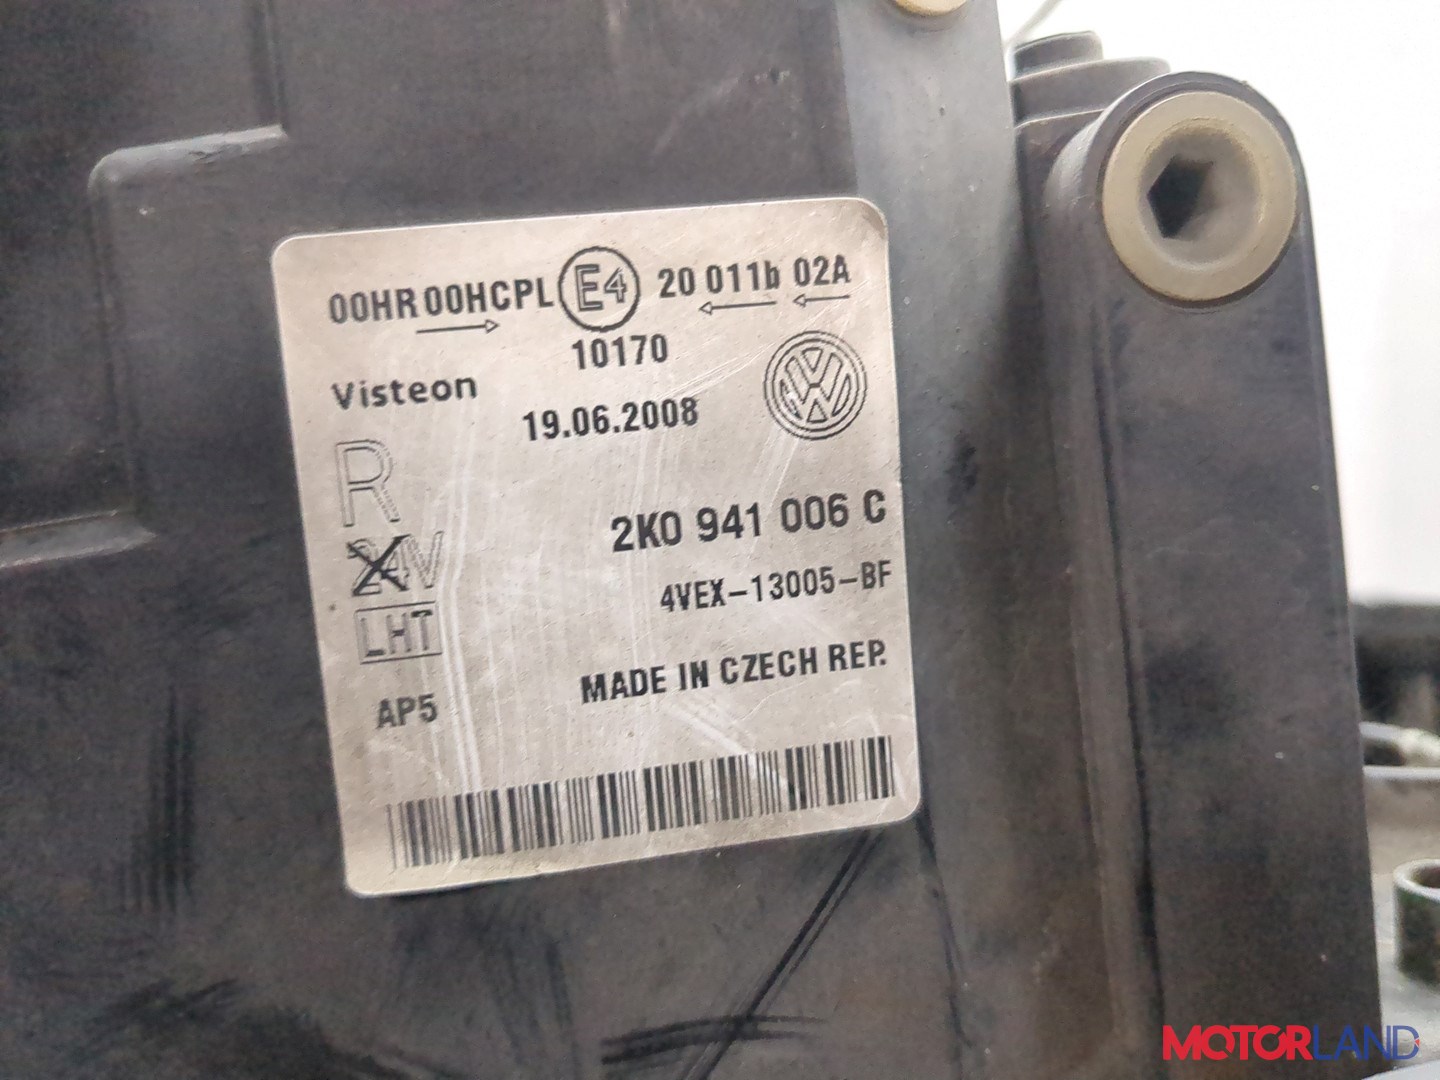 00HR 00HCPL E4 20 011b 02A
10170
Visteon
19.06.2008
R
2K0 941 006 C
24V
4VEX-13005-BF
LHT
MADE IN CZECH REP.
AP5
MOTORLAND